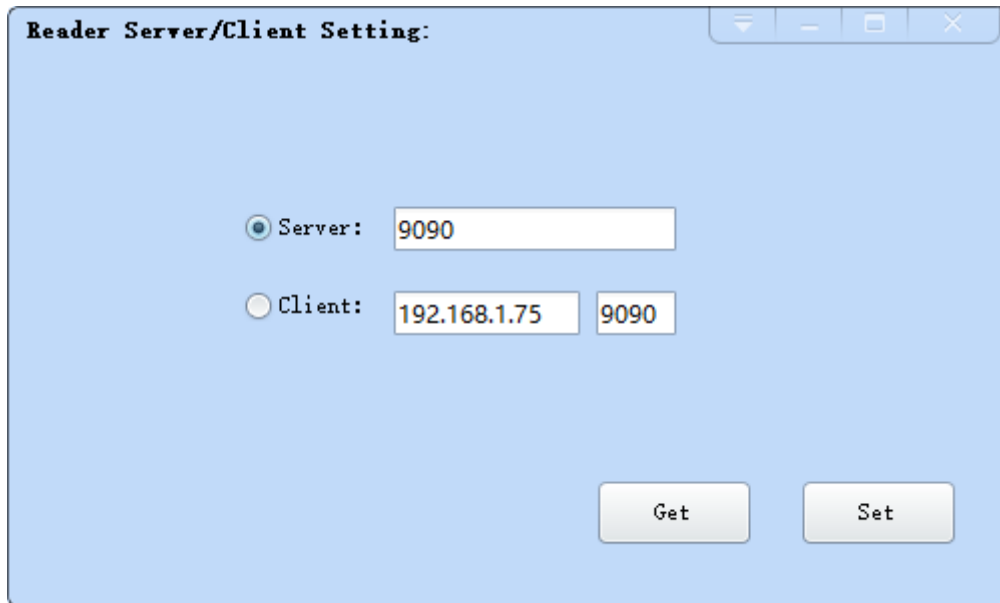 Reader Server/Client Setting:
Server: 9090
Client: 192.168.1.75 9090
Get Set